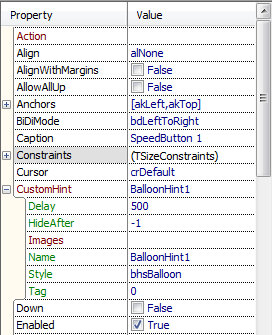 Property Value
Action
Align alNone
AlignWithMargins False
AllowAllUp False
Anchors [akLeft,akTop]
BiDiMode bdLeftToRight
Caption SpeedButton 1
Constraints (TSizeConstraints)
Cursor crDefault
CustomHint BalloonHint1
Delay 500
HideAfter -1
Images
Name BalloonHint1
Style bhsBalloon
Tag 0
Down False
Enabled True